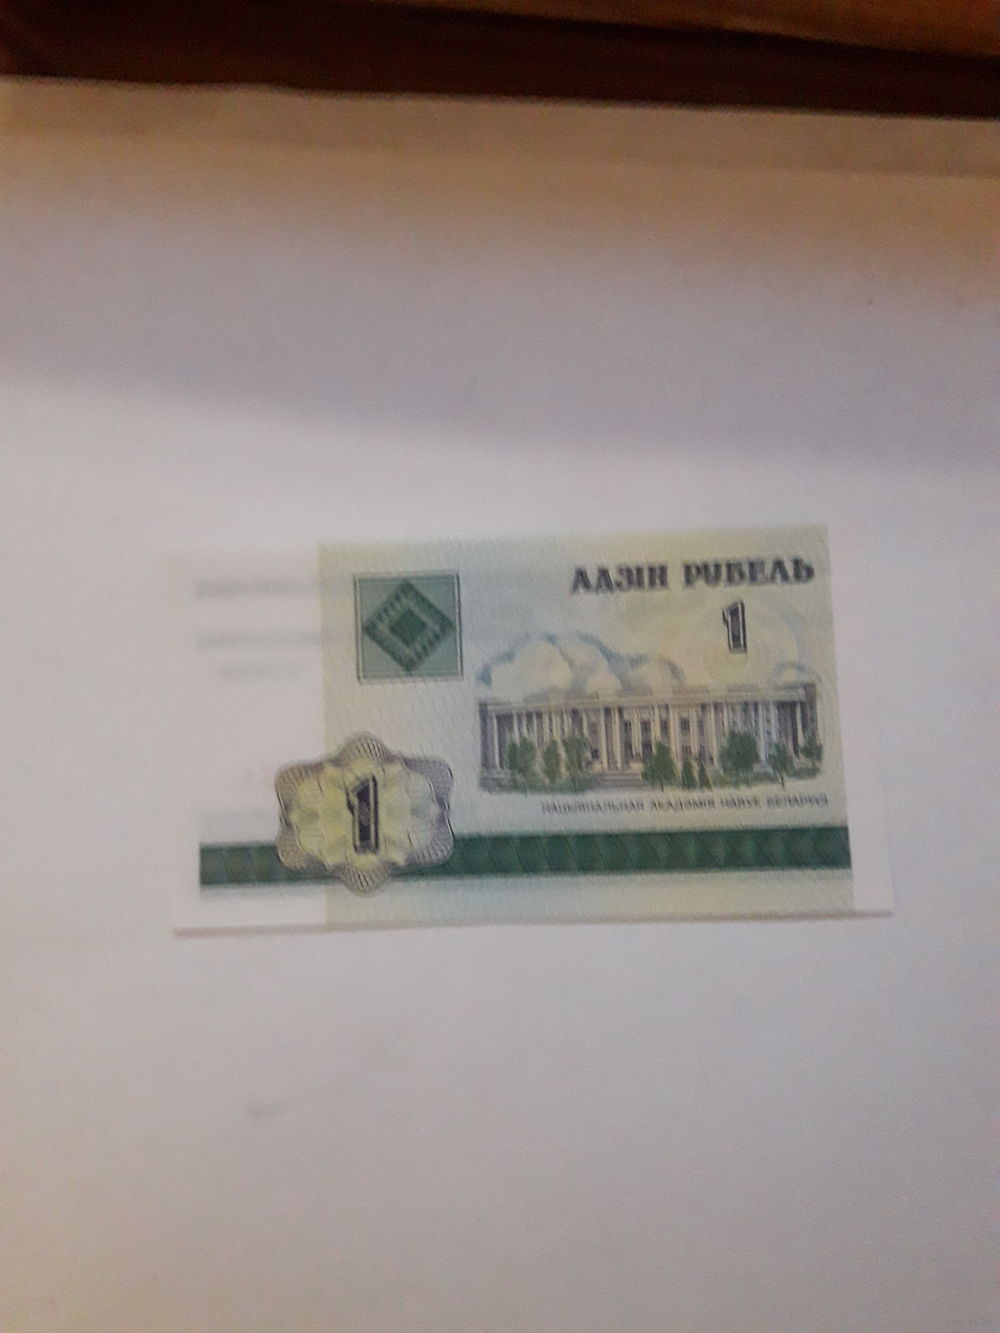 АДЗІН РУБЕЛЬ
1
НАЦЫЯНАЛЬНАЯ АКАДЭМІЯ НАВУК БЕЛАРУСІ
1